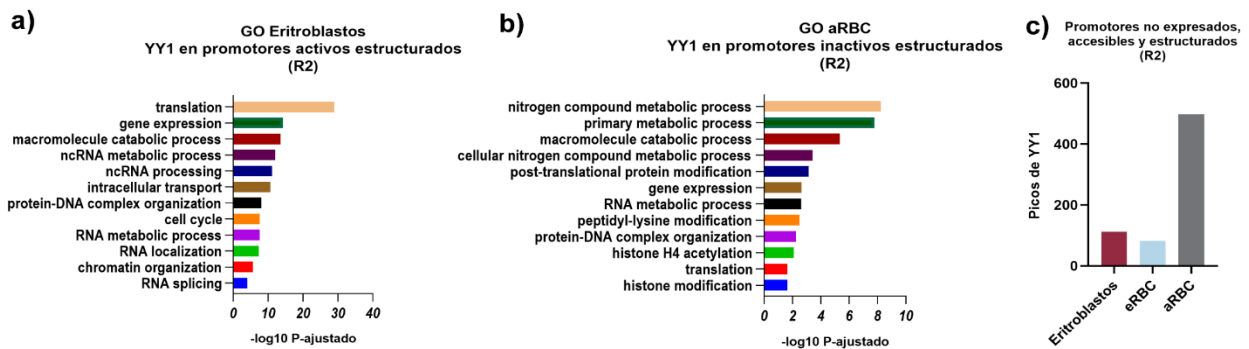 a)
GO Eritroblastos
YY1 en promotores activos estructurados
(R2)
translation
gene expression
macromolecule catabolic process
ncRNA metabolic process
ncRNA processing
intracellular transport
protein-DNA complex organization
cell cycle
RNA metabolic process
RNA localization
chromatin organization
RNA splicing
0 10 20 30 40
-log10 P-ajustado
b)
GO aRBC
YY1 en promotores inactivos estructurados
(R2)
nitrogen compound metabolic process
primary metabolic process
macromolecule catabolic process
cellular nitrogen compound metabolic process
post-translational protein modification
gene expression
RNA metabolic process
peptidyl-lysine modification
protein-DNA complex organization
histone H4 acetylation
translation
histone modification
0 2 4 6 8 10
-log10 P-ajustado
c)
Promotores no expresados,
accesibles y estructurados
(R2)
Picos de YY1
600
400
200
0
Eritroblastos
eRBC
aRBC